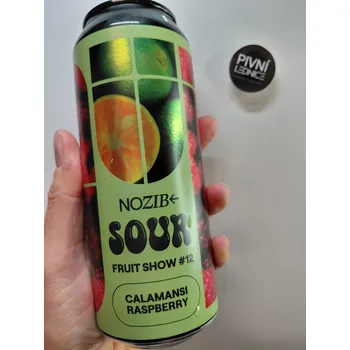 PIVNÍ
LEDNICE
NOZIB
SOUR
FRUIT SHOW #12
CALAMANSI
RASPBERRY